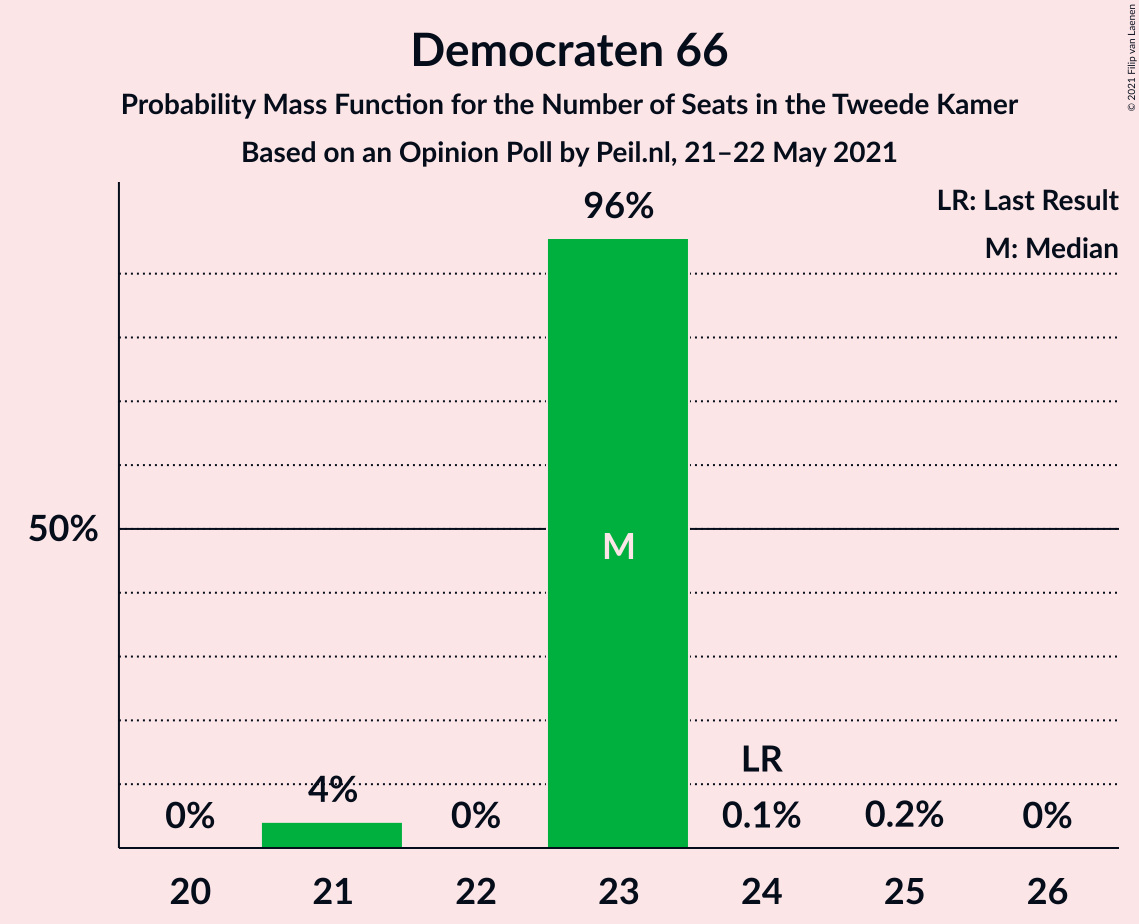 Democraten 66
Probability Mass Function for the Number of Seats in the Tweede Kamer
Based on an Opinion Poll by Peil.nl, 21–22 May 2021
© 2021 Filip van Laenen
LR: Last Result
M: Median
96%
50%
M
LR
0%
4%
0%
0.1%
0.2%
0%
20
21
22
23
24
25
26